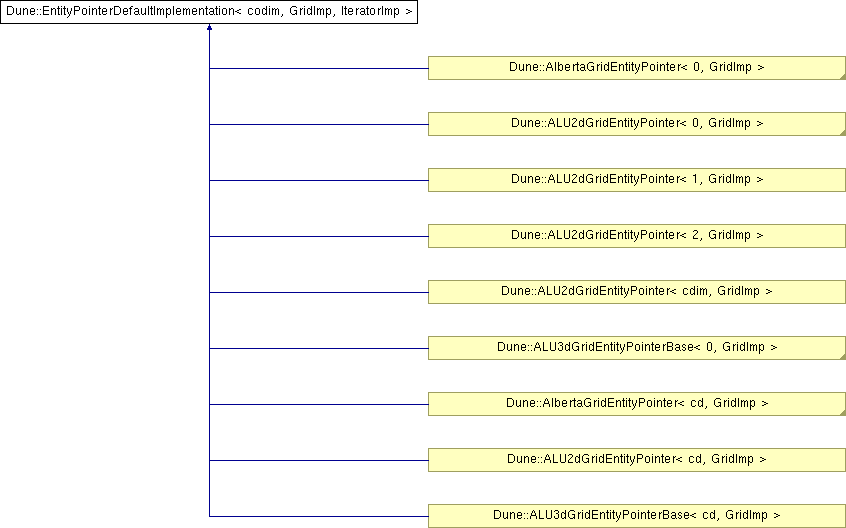 Dune::EntityPointerDefaultImplementation< codim, GridImp, IteratorImp >
Dune::AlbertaGridEntityPointer< 0, GridImp >
Dune::ALU2dGridEntityPointer< 0, GridImp >
Dune::ALU2dGridEntityPointer< 1, GridImp >
Dune::ALU2dGridEntityPointer< 2, GridImp >
Dune::ALU2dGridEntityPointer< cdim, GridImp >
Dune::ALU3dGridEntityPointerBase< 0, GridImp >
Dune::AlbertaGridEntityPointer< cd, GridImp >
Dune::ALU2dGridEntityPointer< cd, GridImp >
Dune::ALU3dGridEntityPointerBase< cd, GridImp >